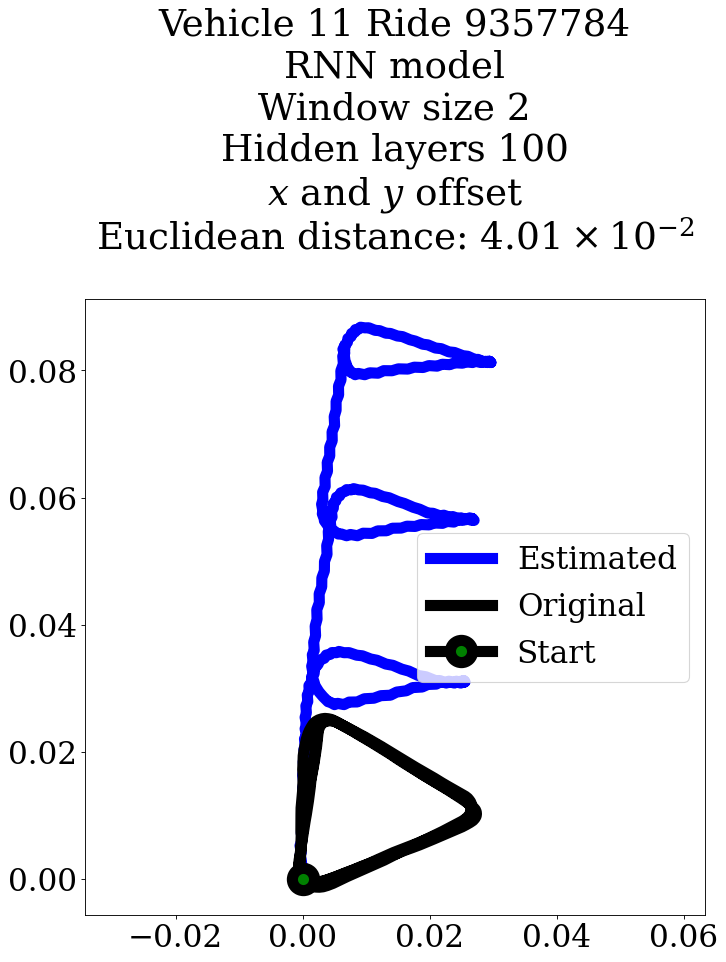 Vehicle 11 Ride 9357784
RNN model
Window size 2
Hidden layers 100
x and y offset
Euclidean distance: 4.01 × 10⁻²
0.08
0.06
0.04
0.02
0.00
Estimated
Original
Start
−0.02 0.00 0.02 0.04 0.06